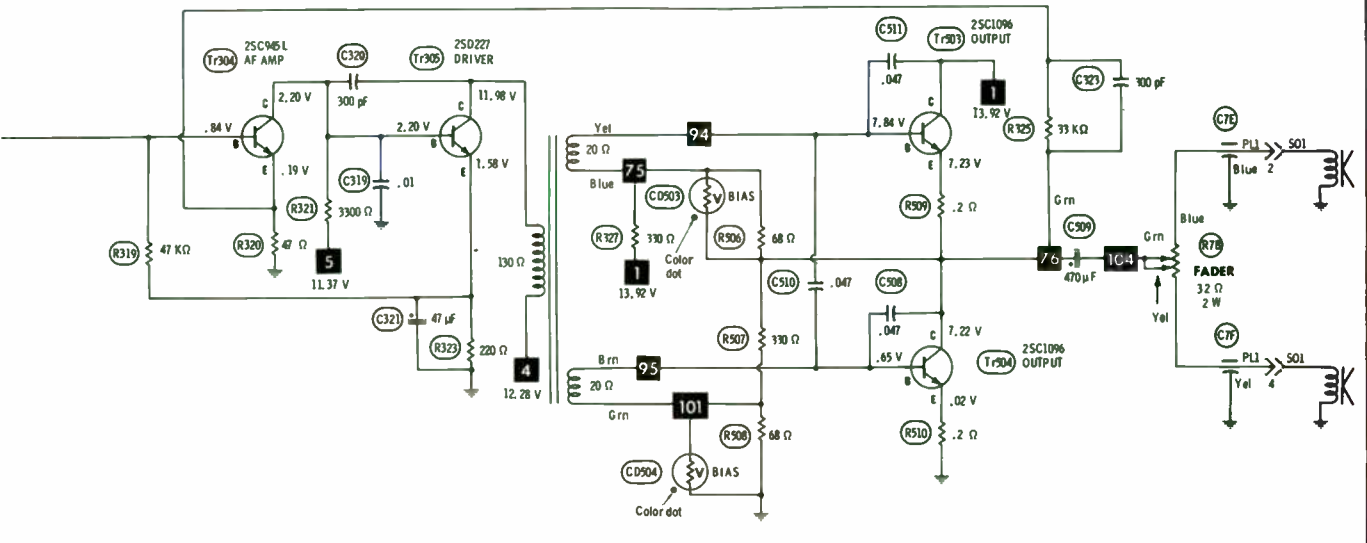 2SC945L
AF AMP
Tr304
C320
300 pF
C
2.20 V
.84 V
B
E
.19 V
2SD227
DRIVER
Tr305
11.98 V
C
2.20 V
B
E
1.58 V
C319
.01
R321
3300 Ω
R320
47 Ω
R319
47 KΩ
5
11.37 V
C321
+
47 μF
R323
220 Ω
130 Ω
4
12.28 V
Yel
20 Ω
Blue
94
75
CD503
V
BIAS
Color
dot
R327
330 Ω
1
13.92 V
R506
68 Ω
C510
.047
R507
330 Ω
Brn
20 Ω
Grn
95
101
R508
68 Ω
CD504
V
BIAS
Color dot
C511
.047
Tr503
2SC1096
OUTPUT
1
13.92 V
7.84 V
C
B
E
7.23 V
R509
.2 Ω
C508
.047
C
7.22 V
.65 V
B
E
.02 V
Tr504
2SC1096
OUTPUT
R510
.2 Ω
C323
300 pF
R325
33 KΩ
Grn
C509
76
+
470 μF
104
Grn
Yel
Blue
R7B
FADER
32 Ω
2 W
C7E
PL1
SO1
Blue
2
C7F
PL1
SO1
Yel
4